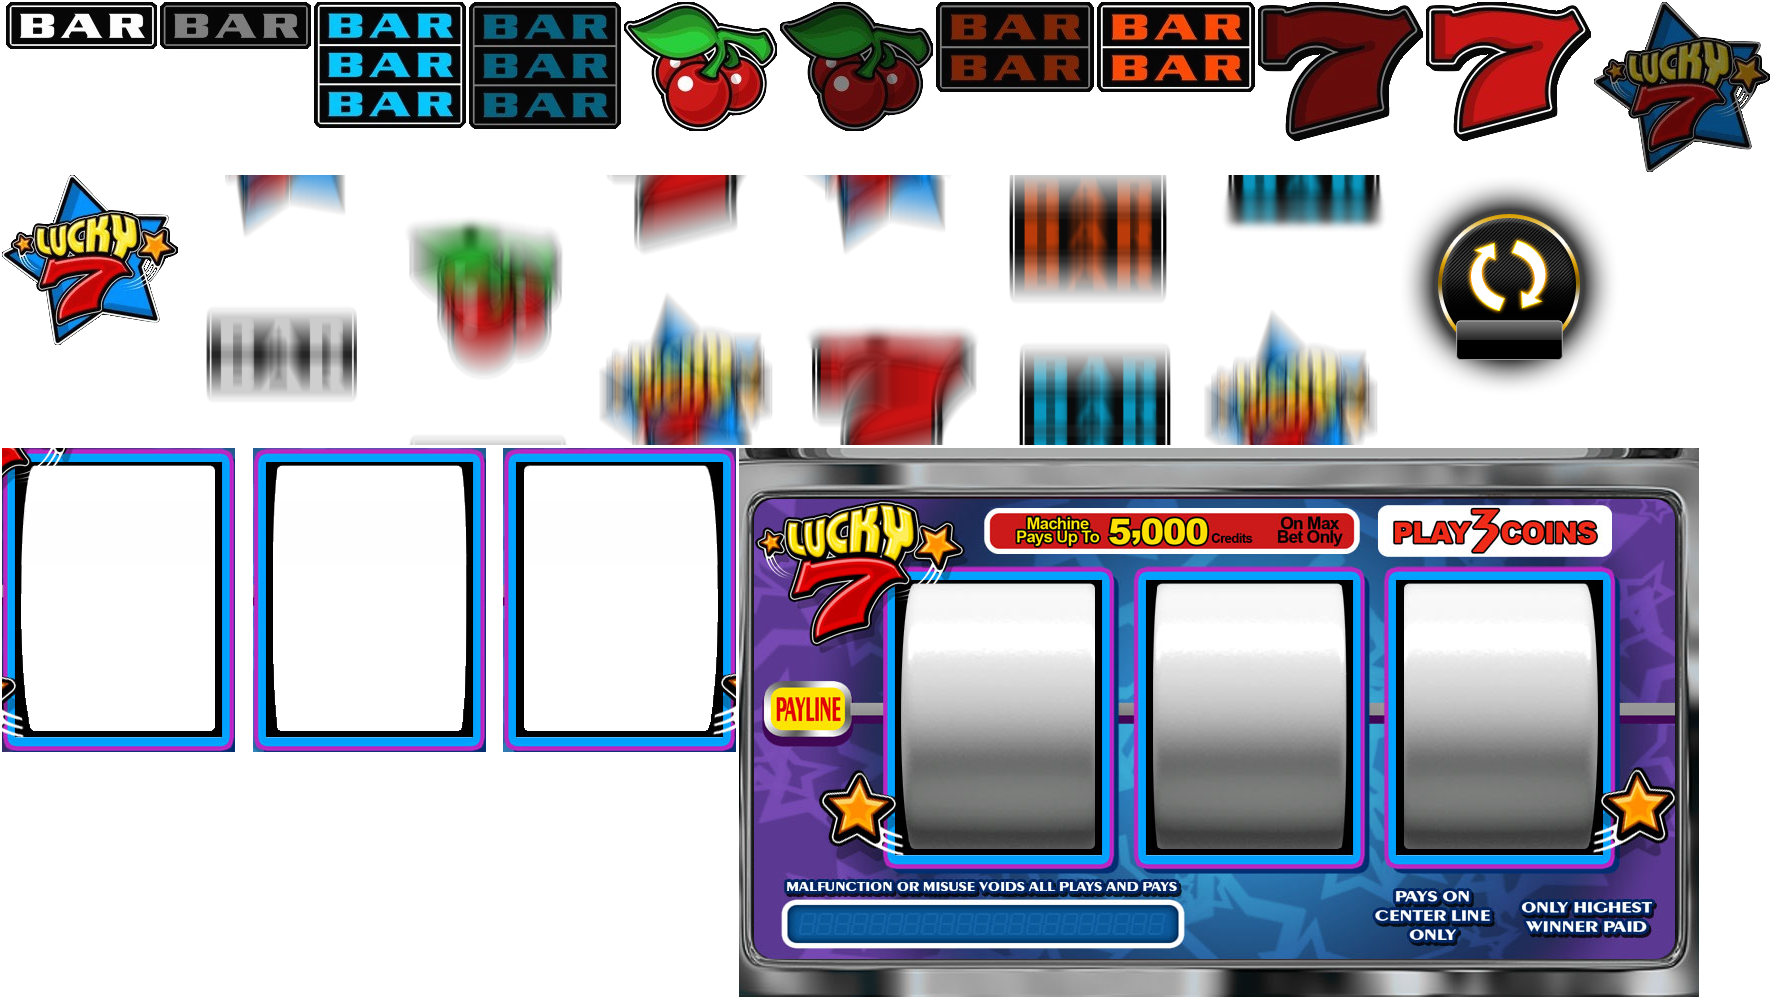 BAR
BAR
BAR
BAR
BAR
BAR
BAR
BAR
BAR
BAR
BAR
BAR
7
7
LUCKY
7
LUCKY
7
LUCKY
7
Machine
Pays Up To
5,000
Credits
On Max
Bet Only
PLAY 3 COINS
PAYLINE
MALFUNCTION OR MISUSE VOIDS ALL PLAYS AND PAYS
PAYS ON
CENTER LINE
ONLY
ONLY HIGHEST
WINNER PAID